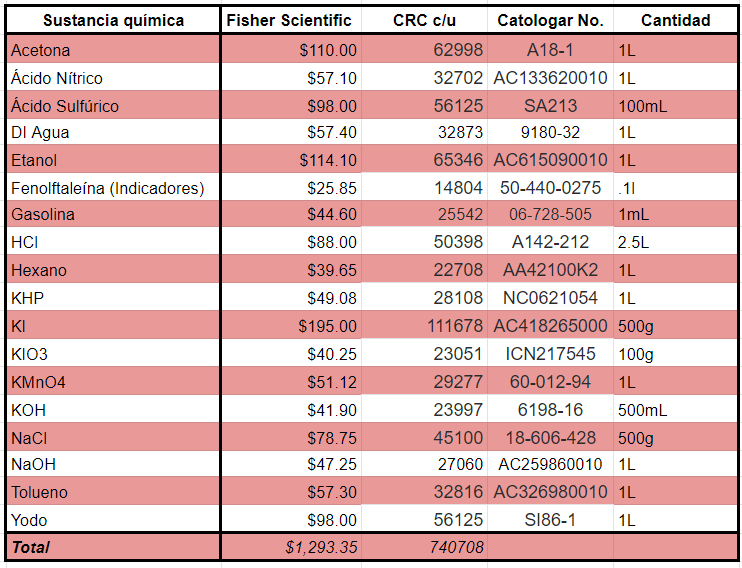 Sustancia química Fisher Scientific CRC c/u Catologar No. Cantidad
Acetona $110.00 62998 A18-1 1L
Ácido Nítrico $57.10 32702 AC133620010 1L
Ácido Sulfúrico $98.00 56125 SA213 100mL
DI Agua $57.40 32873 9180-32 1L
Etanol $114.10 65346 AC615090010 1L
Fenolftaleína (Indicadores) $25.85 14804 50-440-0275 .1l
Gasolina $44.60 25542 06-728-505 1mL
HCl $88.00 50398 A142-212 2.5L
Hexano $39.65 22708 AA42100K2 1L
KHP $49.08 28108 NC0621054 1L
KI $195.00 111678 AC418265000 500g
KIO3 $40.25 23051 ICN217545 100g
KMnO4 $51.12 29277 60-012-94 1L
KOH $41.90 23997 6198-16 500mL
NaCl $78.75 45100 18-606-428 500g
NaOH $47.25 27060 AC259860010 1L
Tolueno $57.30 32816 AC326980010 1L
Yodo $98.00 56125 SI86-1 1L
Total $1,293.35 740708